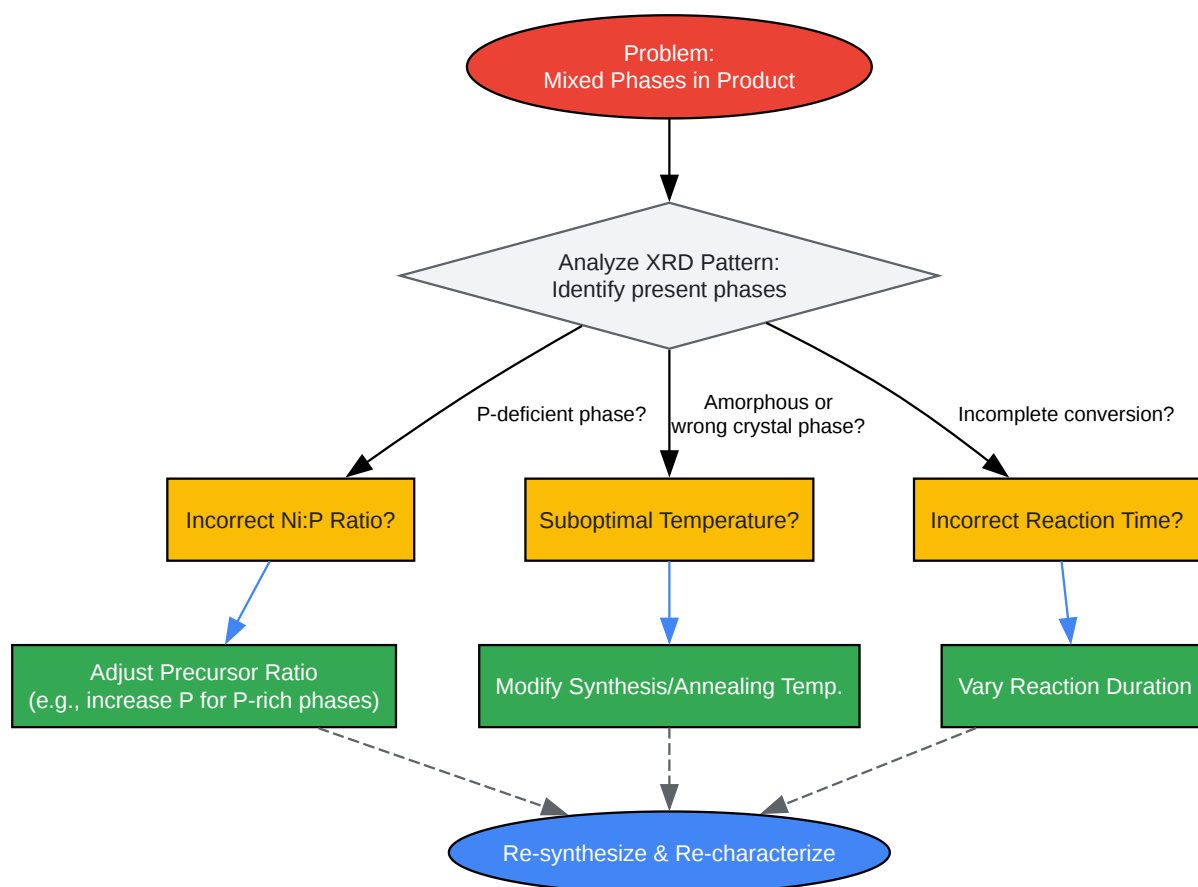 Problem:
Mixed Phases in Product
Analyze XRD Pattern:
Identify present phases
P-deficient phase?
Amorphous or
wrong crystal phase?
Incomplete conversion?
Incorrect Ni:P Ratio?
Suboptimal Temperature?
Incorrect Reaction Time?
Adjust Precursor Ratio
(e.g., increase P for P-rich phases)
Modify Synthesis/Annealing Temp.
Vary Reaction Duration
Re-synthesize & Re-characterize